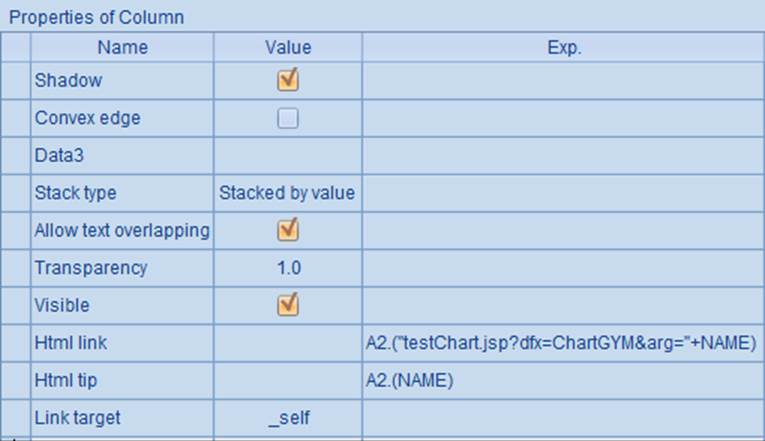 Properties of Column
Name Value Exp.
Shadow
Convex edge
Data3
Stack type Stacked by value
Allow text overlapping
Transparency 1.0
Visible
Html link A2.("testChart.jsp?dfx=ChartGYM&arg="+NAME)
Html tip A2.(NAME)
Link target _self